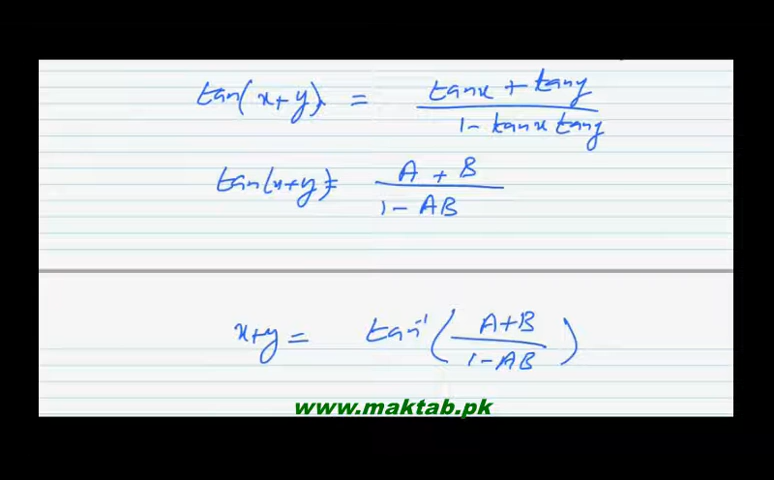 tan(x+y) = tanx + tany / 1 - tanx tany
tan(x+y) = A + B / 1 - AB
x+y = tan⁻¹ (A+B / 1-AB)
www.maktab.pk